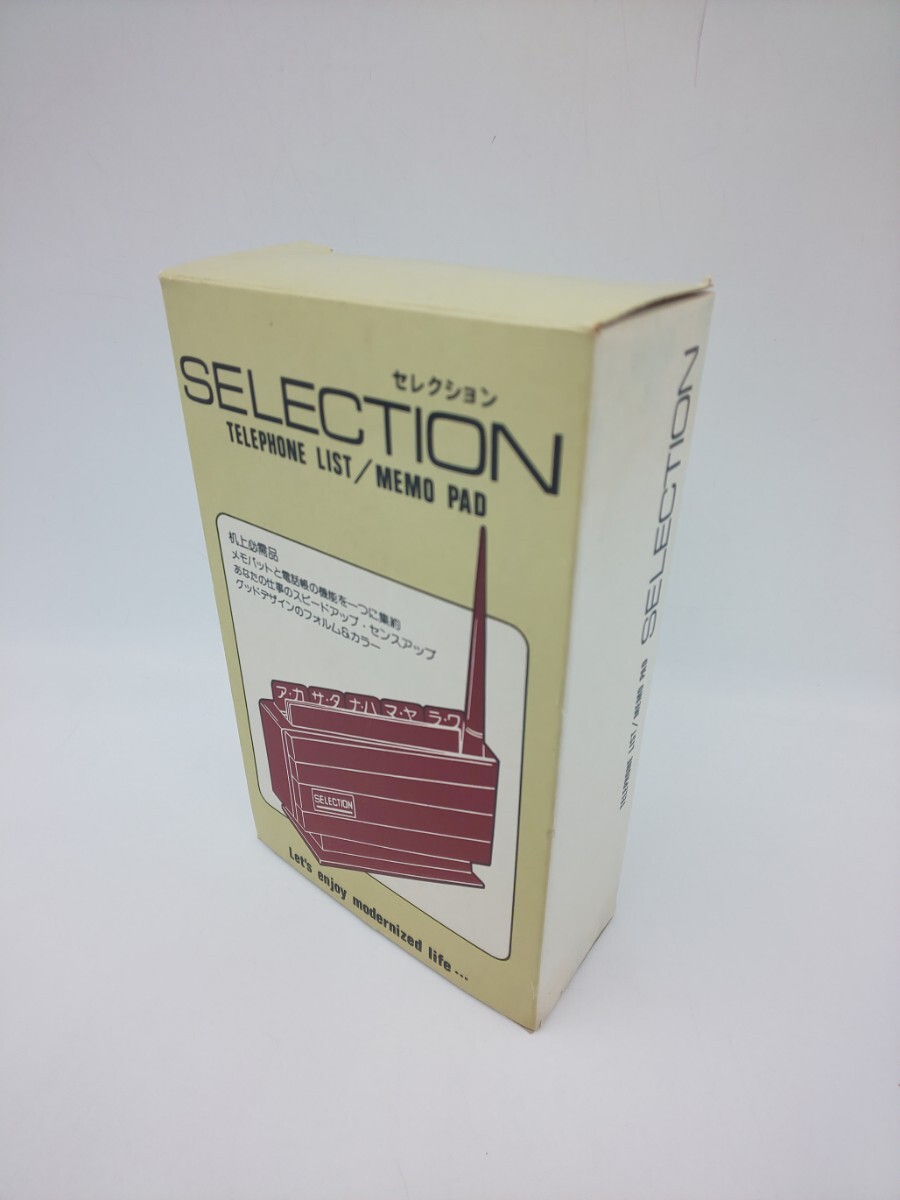 セレクション
SELECTION
TELEPHONE LIST/MEMO PAD
机上必需品
メモパットと電話帳の機能を一つに集約
あなたの仕事のスピードアップ・センスアップ
グッドデザインのフォルム&カラー
ア・カ サ・タ ナ・ハ マ・ヤ ラ・ワ
SELECTION
Let's enjoy modernized life...
TELEPHONE LIST/MEMO PAD SELECTION